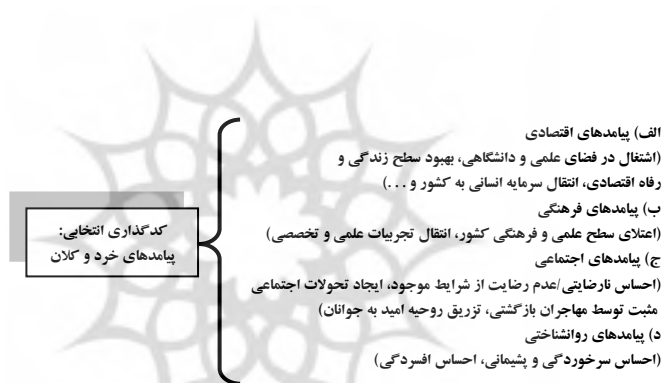 الف) پیامدهای اقتصادی
(اشتغال در فضای علمی و دانشگاهی، بهبود سطح زندگی و
رفاه اقتصادی، انتقال سرمایه انسانی به کشور و . . .)
ب) پیامدهای فرهنگی
(اعتلای سطح علمی و فرهنگی کشور، انتقال تجربیات علمی و تخصصی)
ج) پیامدهای اجتماعی
(احساس نارضایتی/عدم رضایت از شرایط موجود، ایجاد تحولات اجتماعی
مثبت توسط مهاجران بازگشتی، تزریق روحیه امید به جوانان)
د) پیامدهای روانشناختی
(احساس سرخوردگی و پشیمانی، احساس افسردگی)
کدگذاری انتخابی:
پیامدهای خرد و کلان